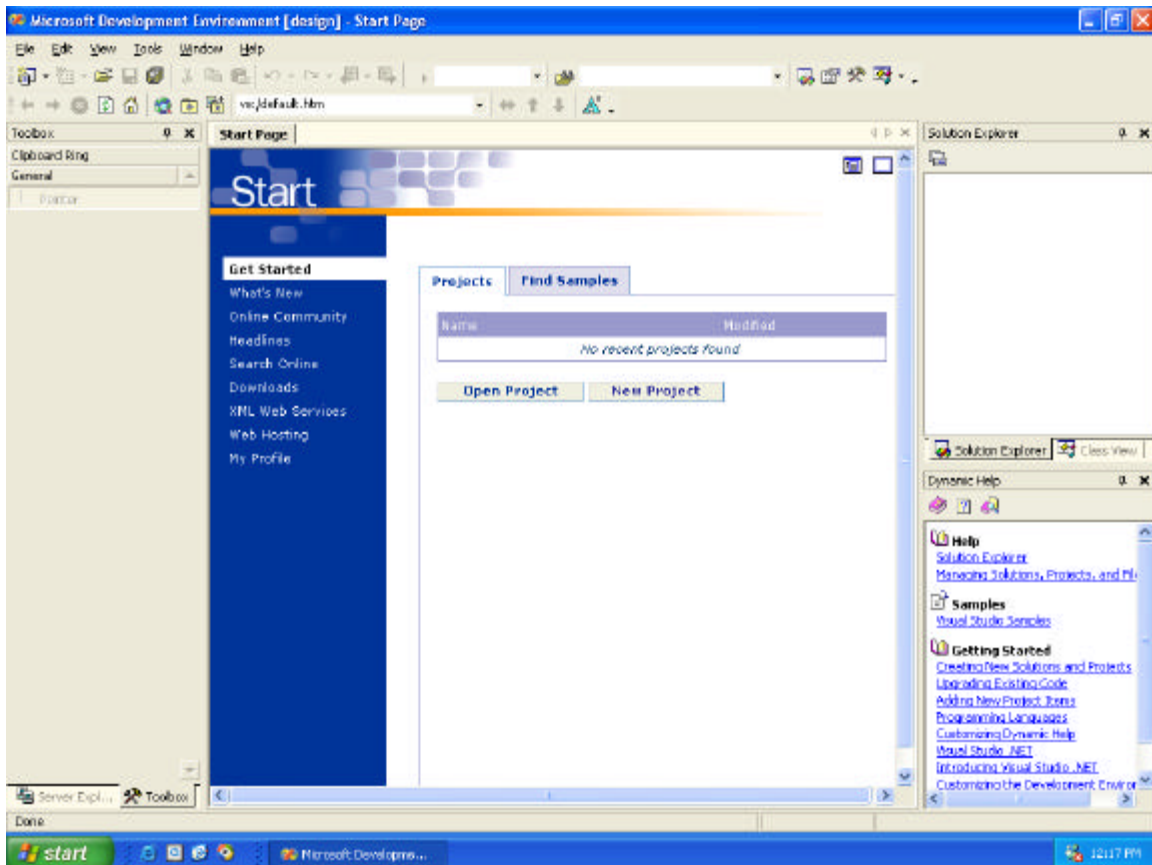 Microsoft Development Environment [design] - Start Page
File Edit View Tools Window Help
vs:/default.htm
Toolbox
Clipboard Ring
General
Pointer
Server Expl... Toolbox
Start Page
Start
Get Started
What's New
Online Community
Headlines
Search Online
Downloads
XML Web Services
Web Hosting
My Profile
Projects Find Samples
Name Modified
No recent projects found
Open Project New Project
Solution Explorer
Solution Explorer Class View
Dynamic Help
Help
Solution Explorer
Managing Solutions, Projects, and Fil
Samples
Visual Studio Samples
Getting Started
Creating New Solutions and Projects
Upgrading Existing Code
Adding New Project Items
Programming Languages
Customizing Dynamic Help
Visual Studio .NET
Introducing Visual Studio .NET
Customizing the Development Environ
Done
start Microsoft Developme... 12:17 PM